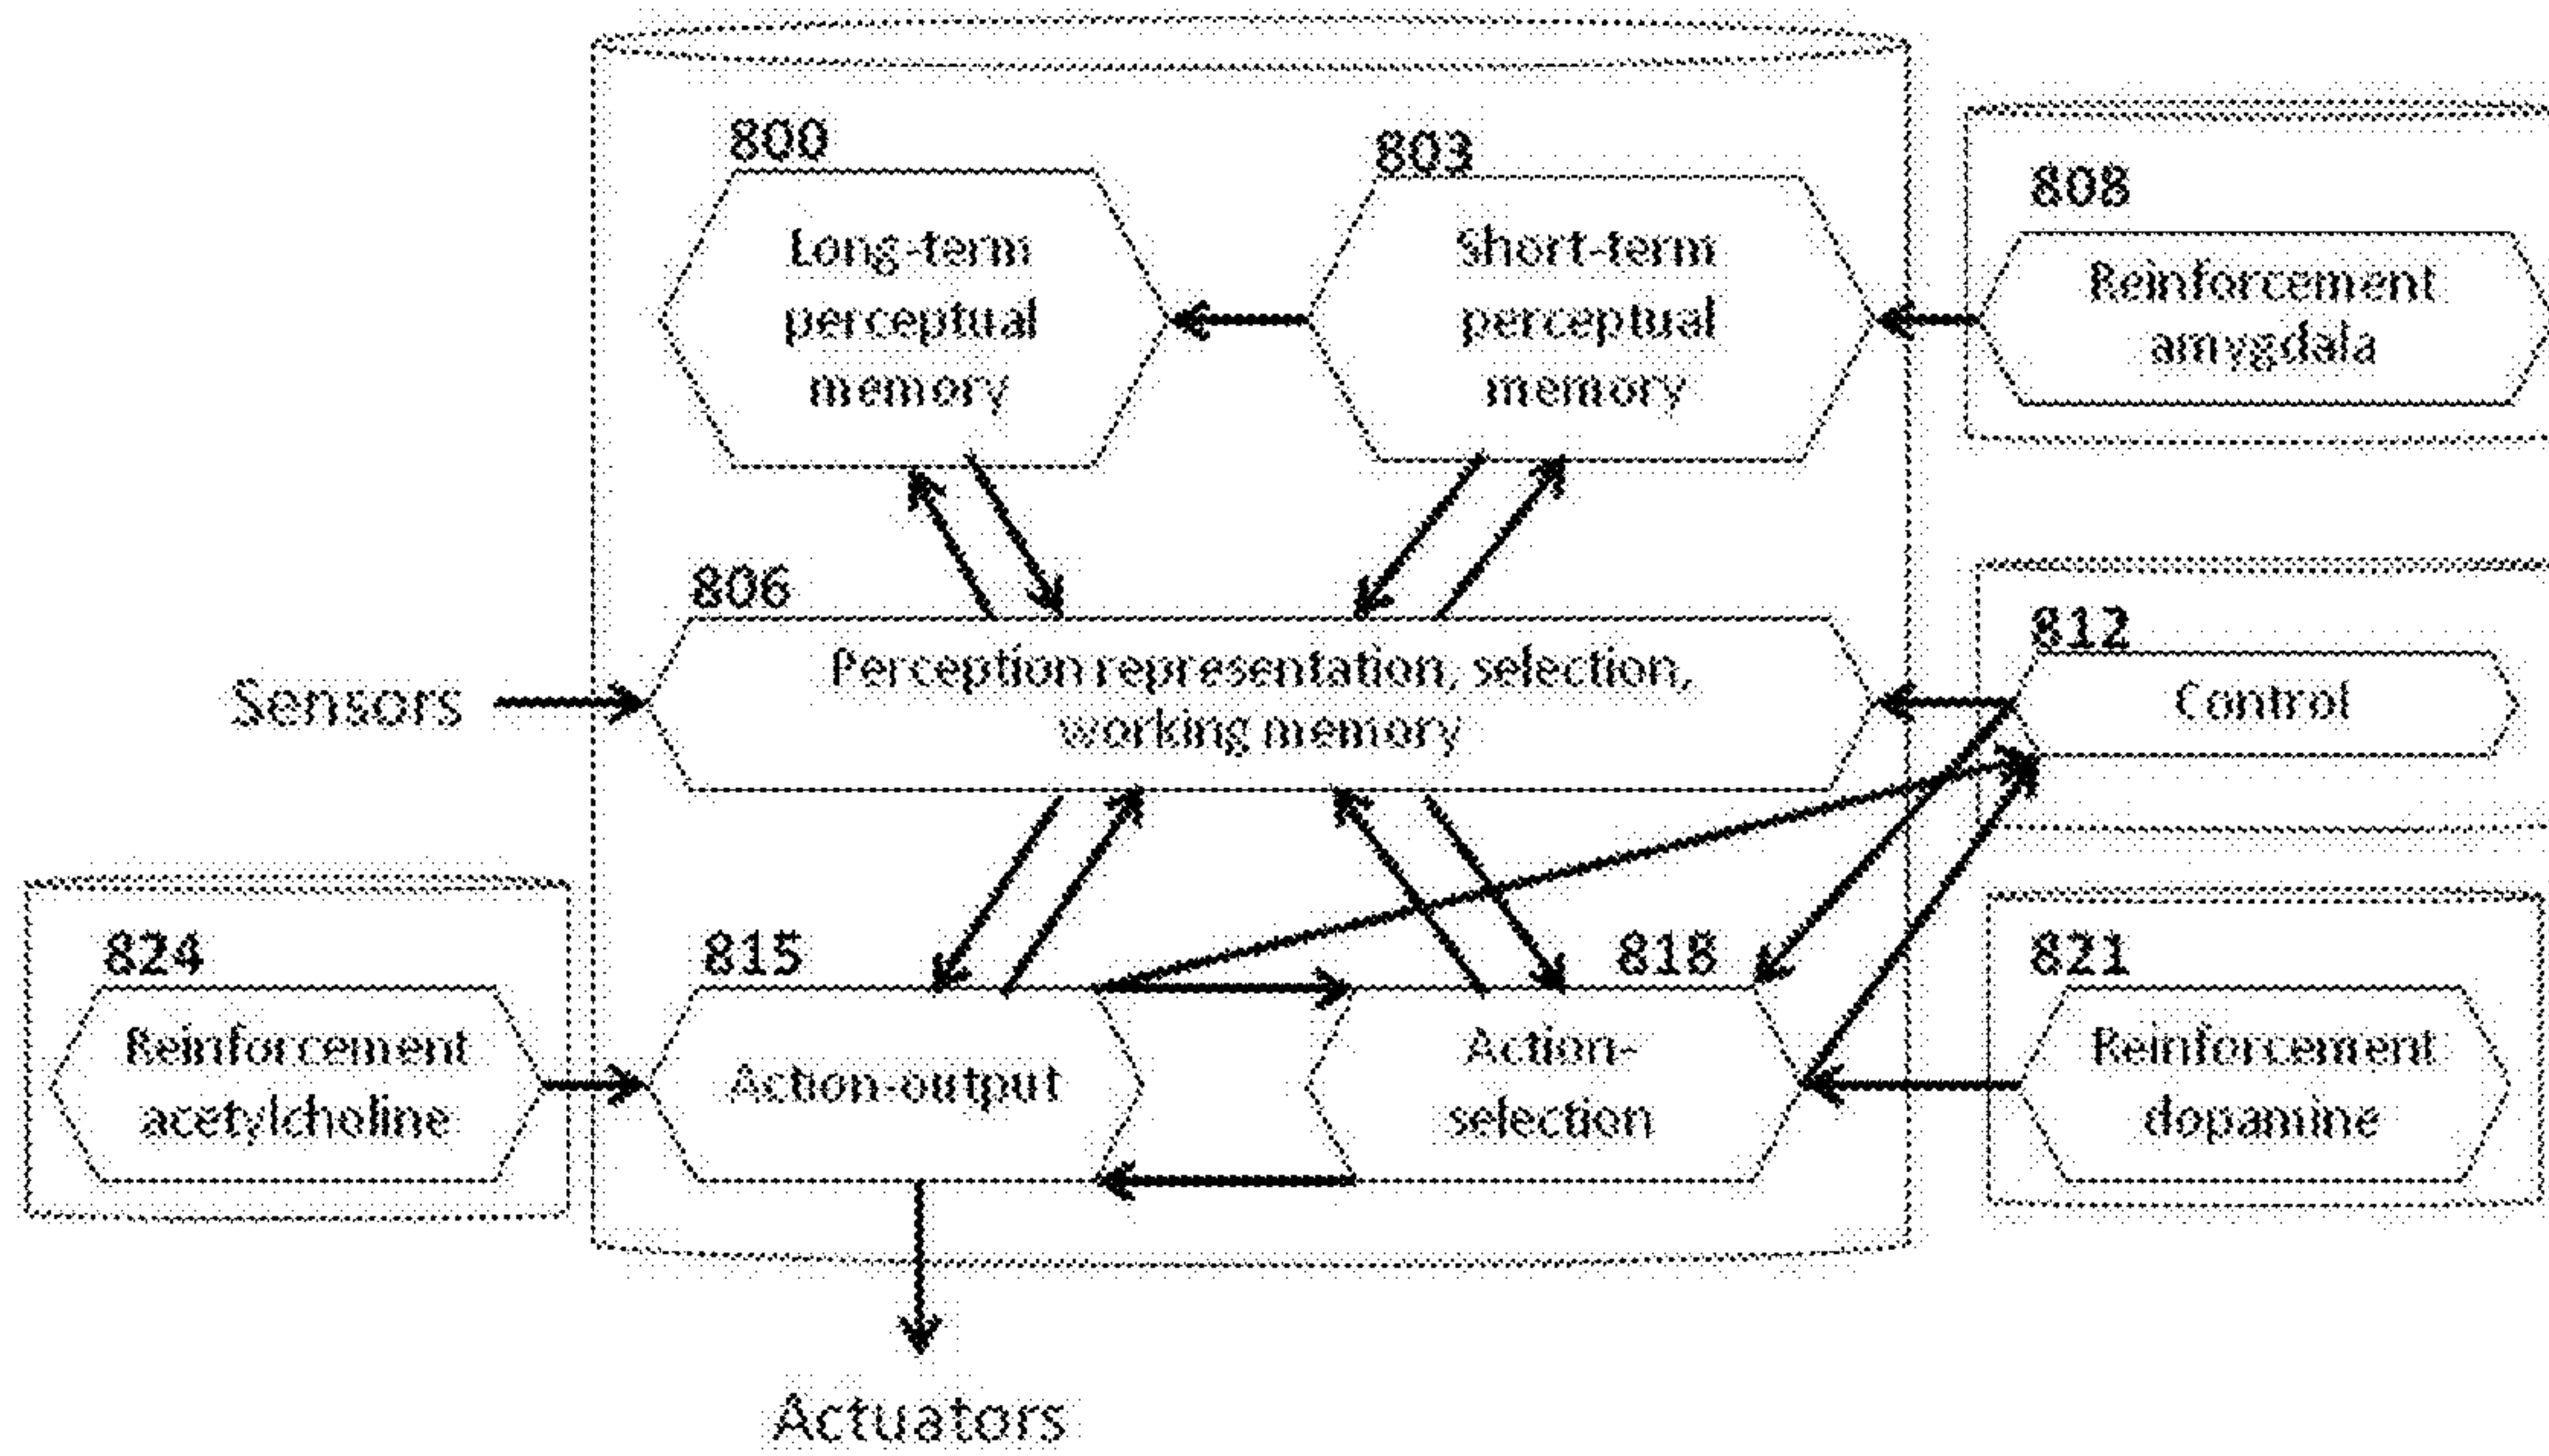 800
Long-term
perceptual
memory
803
Short-term
perceptual
memory
808
Reinforcement
amygdala
806
Perception representation, selection,
working memory
Sensors
812
Control
824
Reinforcement
acetylcholine
815
Action-output
818
Action-
selection
821
Reinforcement
dopamine
Actuators